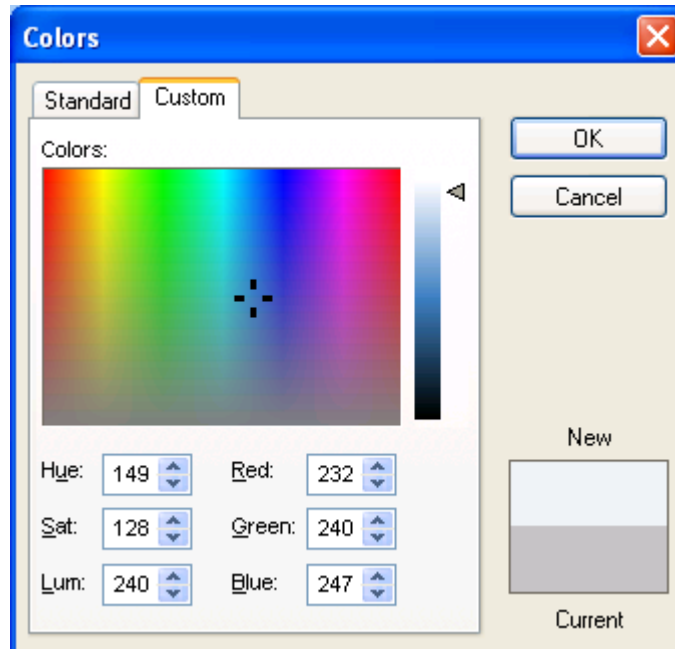 Colors
Standard Custom
Colors:
OK
Cancel
New
Hue: 149 Red: 232
Sat: 128 Green: 240
Lum: 240 Blue: 247
Current